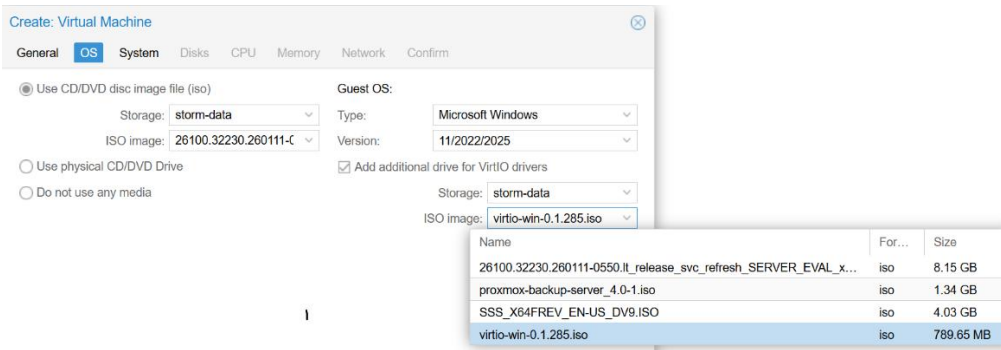 Create: Virtual Machine
General OS System Disks CPU Memory Network Confirm
Use CD/DVD disc image file (iso) Guest OS:
Storage: storm-data Type: Microsoft Windows
ISO image: 26100.32230.260111-0 Version: 11/2022/2025
Use physical CD/DVD Drive Add additional drive for VirtIO drivers
Do not use any media Storage: storm-data
ISO image: virtio-win-0.1.285.iso
Name For... Size
26100.32230.260111-0550.lt_release_svc_refresh_SERVER_EVAL_x... iso 8.15 GB
proxmox-backup-server_4.0-1.iso iso 1.34 GB
SSS_X64FREV_EN-US_DV9.ISO iso 4.03 GB
virtio-win-0.1.285.iso iso 789.65 MB
١